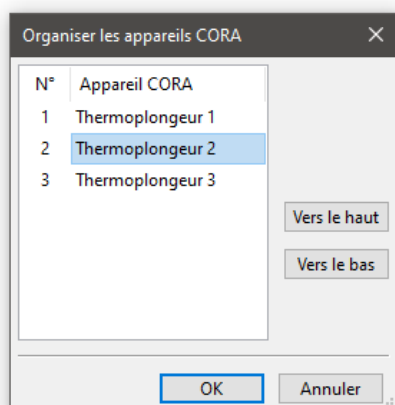 Organiser les appareils CORA
N° Appareil CORA
1 Thermoplongeur 1
2 Thermoplongeur 2
3 Thermoplongeur 3
Vers le haut
Vers le bas
OK Annuler